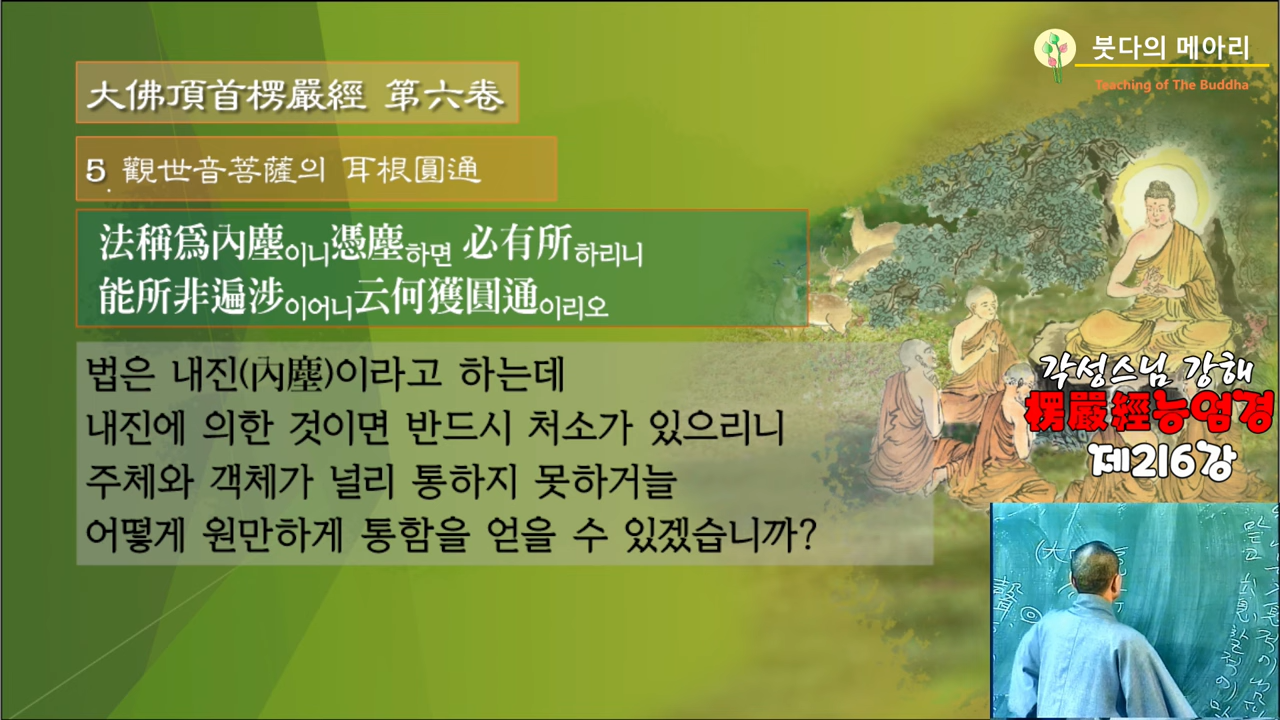 붓다의 메아리
Teaching of The Buddha
大佛頂首楞嚴經 第六卷
5. 觀世音菩薩의 耳根圓通
法稱爲內塵이니憑塵하면 必有所하리니
能所非遍涉이어니云何獲圓通이리오
법은 내진(內塵)이라고 하는데
내진에 의한 것이면 반드시 처소가 있으리니
주체와 객체가 널리 통하지 못하거늘
어떻게 원만하게 통함을 얻을 수 있겠습니까?
각성스님 강해
楞嚴經능엄경
제216강